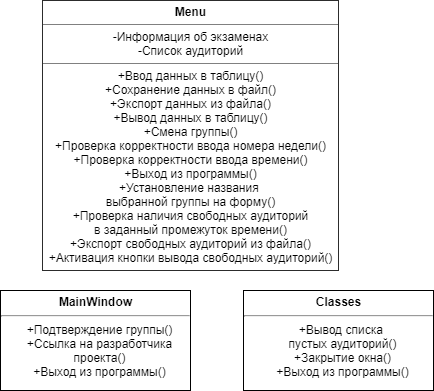 Menu
-Информация об экзаменах
-Список аудиторий
+Ввод данных в таблицу()
+Сохранение данных в файл()
+Экспорт данных из файла()
+Вывод данных в таблицу()
+Смена группы()
+Проверка корректности ввода номера недели()
+Проверка корректности ввода времени()
+Выход из программы()
+Установление названия
выбранной группы на форму()
+Проверка наличия свободных аудиторий
в заданный промежуток времени()
+Экспорт свободных аудиторий из файла()
+Активация кнопки вывода свободных аудиторий()
MainWindow
+Подтверждение группы()
+Ссылка на разработчика
проекта()
+Выход из программы()
Classes
+Вывод списка
пустых аудиторий()
+Закрытие окна()
+Выход из программы()